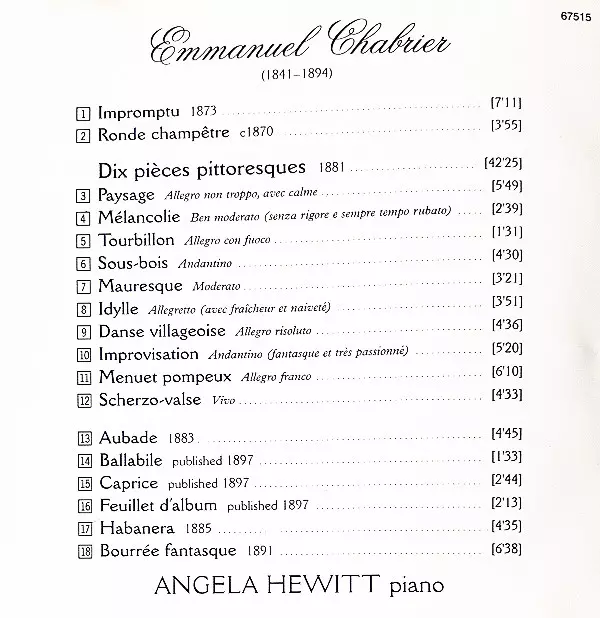 67515
Emmanuel Chabrier
(1841–1894)
1 Impromptu 1873 [7'11]
2 Ronde champêtre c1870 [3'55]
Dix pièces pittoresques 1881 [42'25]
3 Paysage Allegro non troppo, avec calme [5'49]
4 Mélancolie Ben moderato (senza rigore e sempre tempo rubato) [2'39]
5 Tourbillon Allegro con fuoco [1'31]
6 Sous-bois Andantino [4'30]
7 Mauresque Moderato [3'21]
8 Idylle Allegretto (avec fraîcheur et naïveté) [3'51]
9 Danse villageoise Allegro risoluto [4'36]
10 Improvisation Andantino (fantasque et très passionné) [5'20]
11 Menuet pompeux Allegro franco [6'10]
12 Scherzo-valse Vivo [4'33]
13 Aubade 1883 [4'45]
14 Ballabile published 1897 [1'33]
15 Caprice published 1897 [2'44]
16 Feuillet d'album published 1897 [2'13]
17 Habanera 1885 [4'35]
18 Bourrée fantasque 1891 [6'38]
ANGELA HEWITT piano